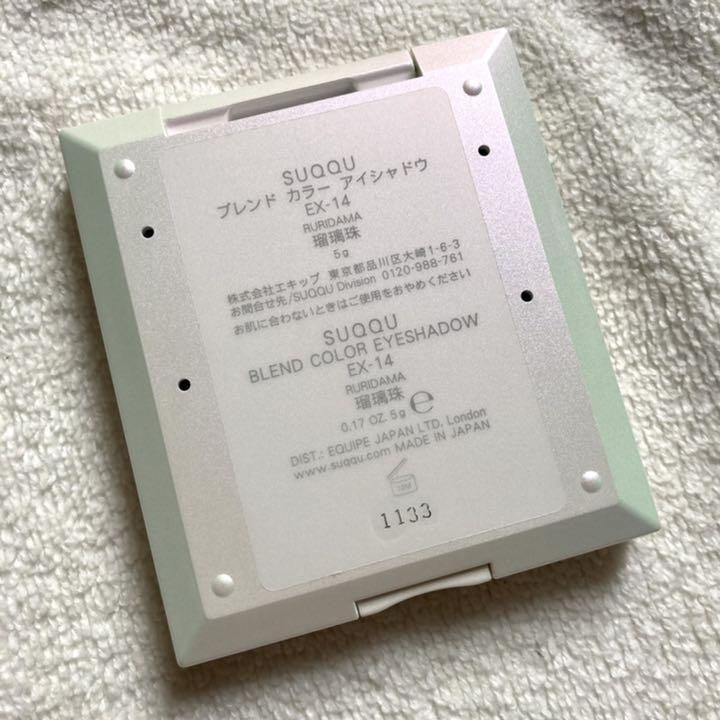 SUQQU
ブレンド カラー アイシャドウ
EX-14
RURIDAMA
瑠璃珠
5g
株式会社エキップ 東京都品川区大崎1-6-3
お問合せ先/SUQQU Division 0120-988-761
お肌に合わないときはご使用をおやめください
SUQQU
BLEND COLOR EYESHADOW
EX-14
RURIDAMA
瑠璃珠
0.17 OZ. 5g ℮
DIST.: EQUIPE JAPAN LTD. London
www.suqqu.com MADE IN JAPAN
1133